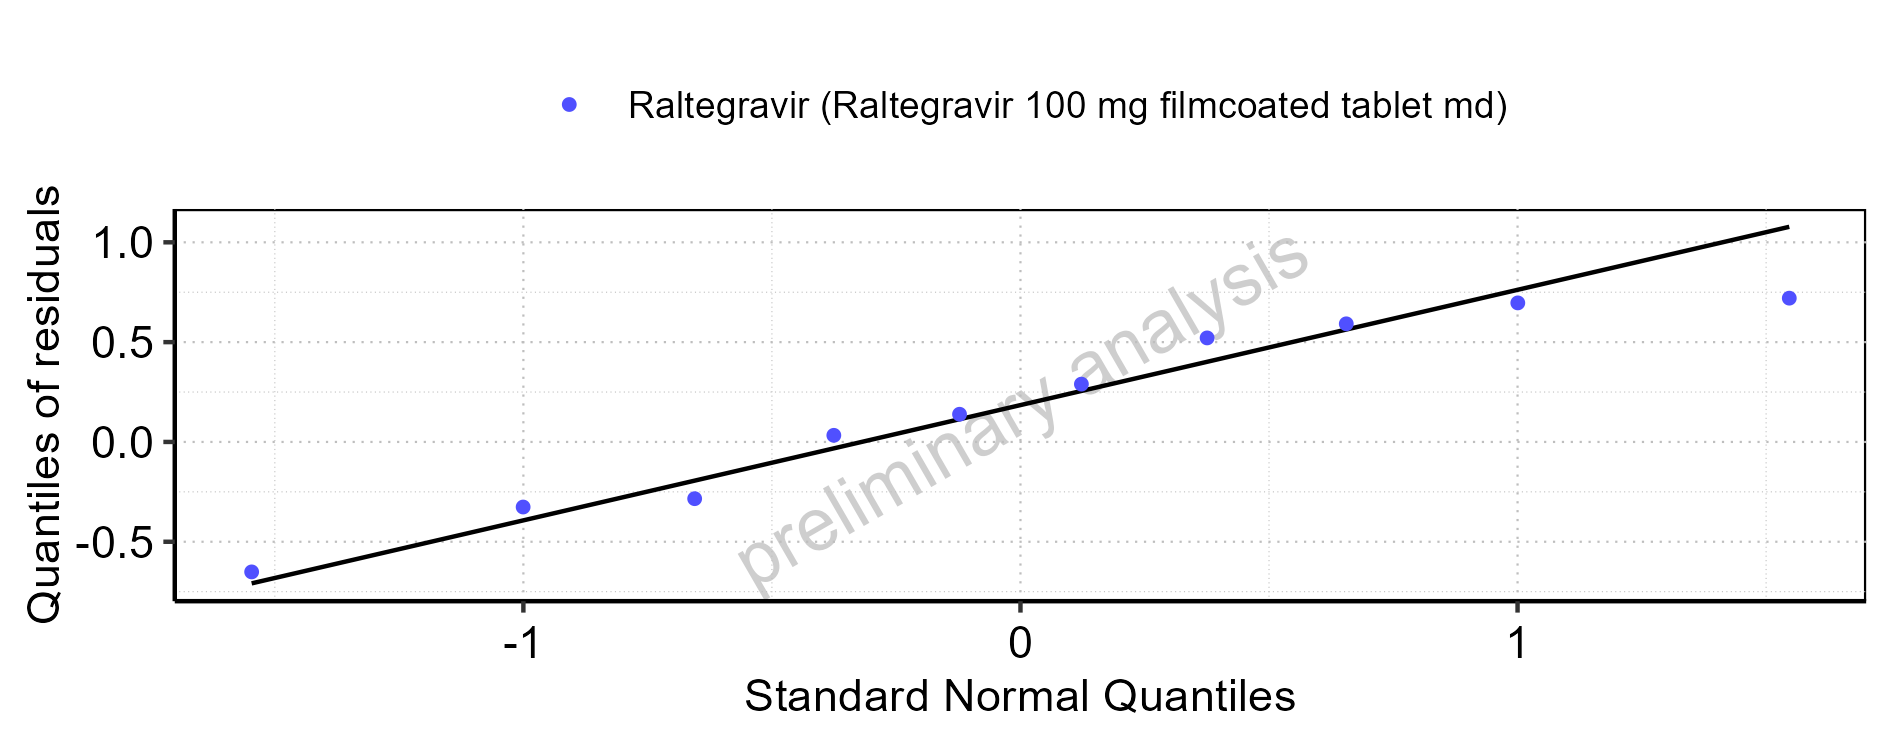 Raltegravir (Raltegravir 100 mg filmcoated tablet md)
Quantiles of residuals
1.0
0.5
0.0
-0.5
preliminary analysis
-1 0 1
Standard Normal Quantiles